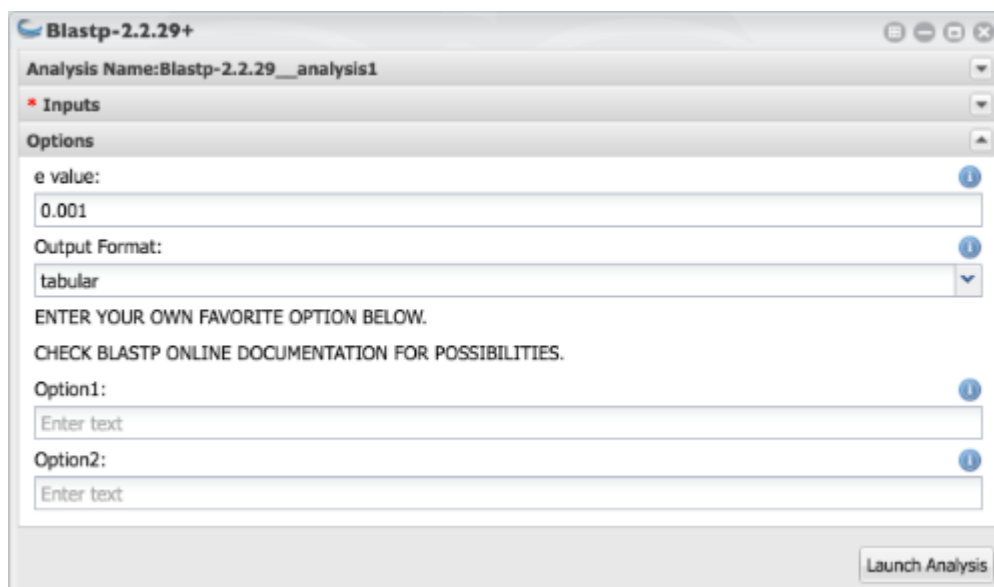 Blastp-2.2.29+
Analysis Name:Blastp-2.2.29__analysis1
* Inputs
Options
e value:
0.001
Output Format:
tabular
ENTER YOUR OWN FAVORITE OPTION BELOW.
CHECK BLASTP ONLINE DOCUMENTATION FOR POSSIBILITIES.
Option1:
Enter text
Option2:
Enter text
Launch Analysis